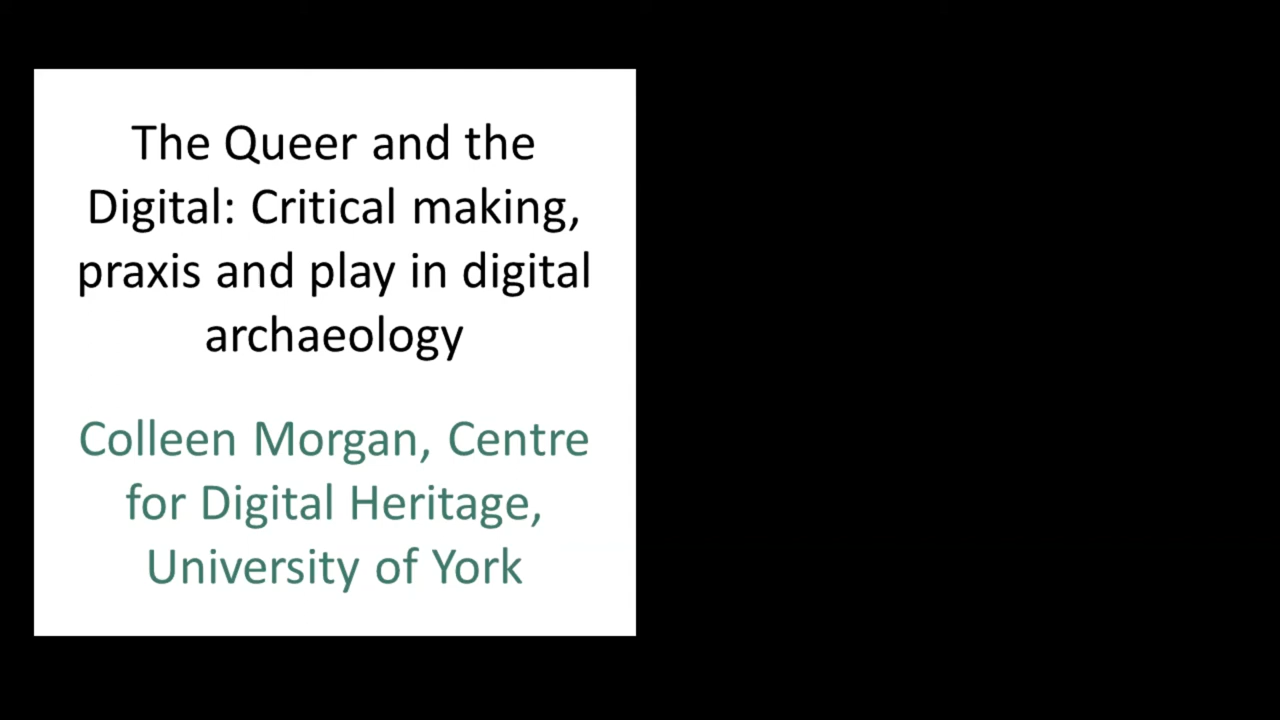 The Queer and the
Digital: Critical making,
praxis and play in digital
archaeology
Colleen Morgan, Centre
for Digital Heritage,
University of York